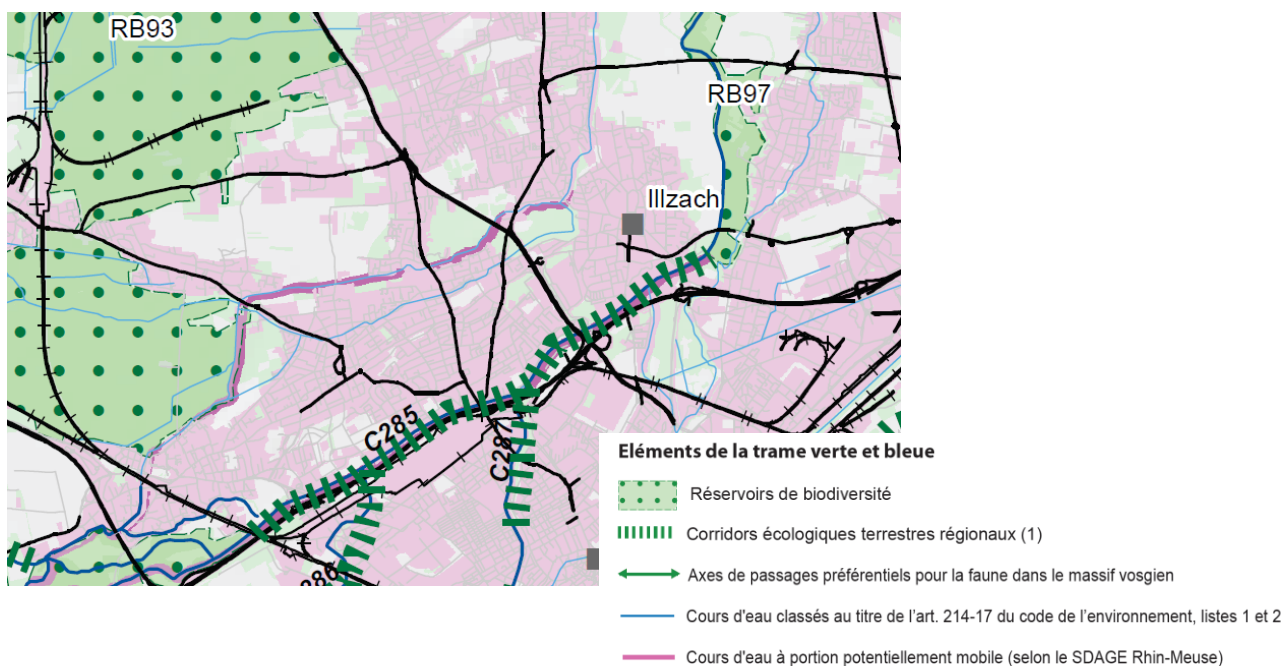 RB93
RB97
Illzach
C285
C287
C286
Eléments de la trame verte et bleue
Réservoirs de biodiversité
Corridors écologiques terrestres régionaux (1)
Axes de passages préférentiels pour la faune dans le massif vosgien
Cours d'eau classés au titre de l'art. 214-17 du code de l'environnement, listes 1 et 2
Cours d'eau à portion potentiellement mobile (selon le SDAGE Rhin-Meuse)